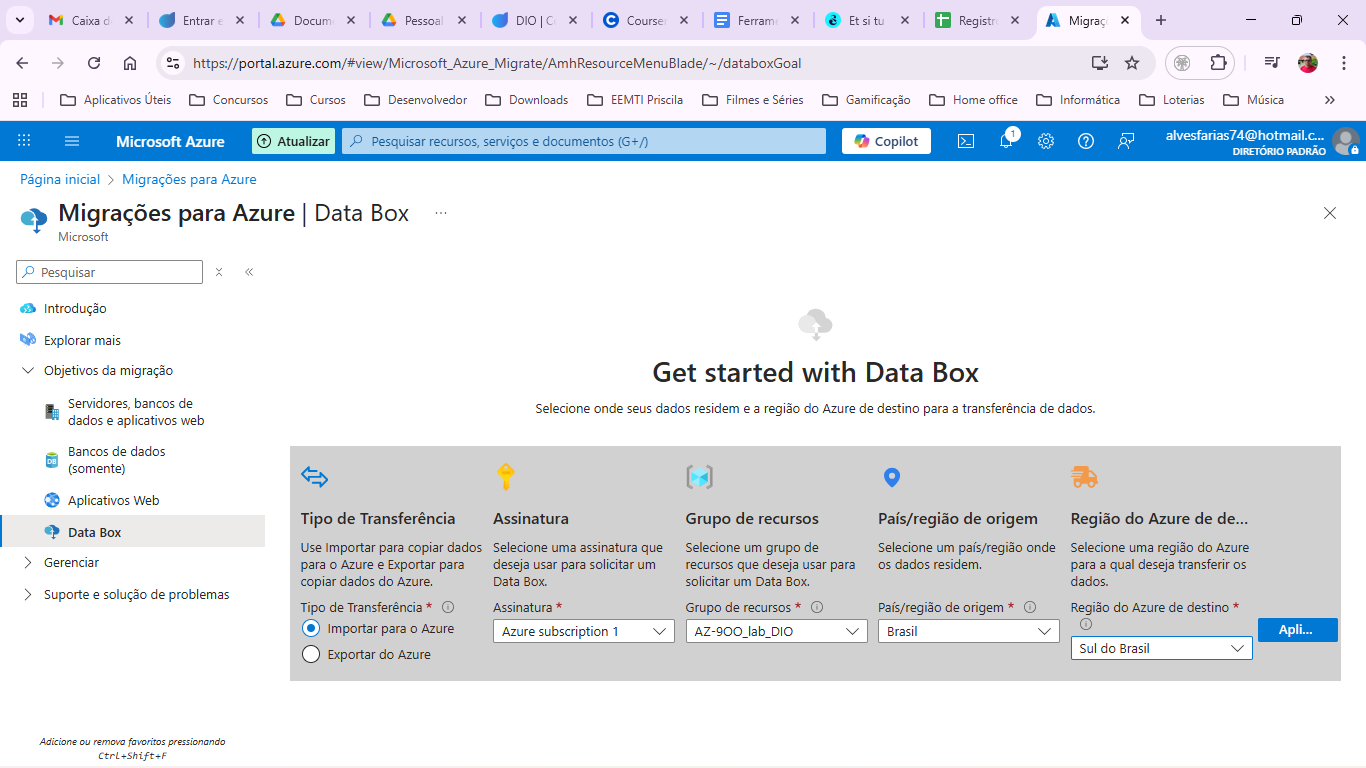 Caixa d
Entrar e
Docume
Pessoal
DIO | Co
Course
Ferrame
Et si tu
Registr
Migraç
https://portal.azure.com/#view/Microsoft_Azure_Migrate/AmhResourceMenuBlade/~/databoxGoal
Aplicativos Úteis
Concursos
Cursos
Desenvolvedor
Downloads
EEMTI Priscila
Filmes e Séries
Gamificação
Home office
Informática
Loterias
Música
Microsoft Azure
Atualizar
Pesquisar recursos, serviços e documentos (G+/)
Copilot
1
alvesfarias74@hotmail.c...
DIRETÓRIO PADRÃO
Página inicial
Migrações para Azure
Migrações para Azure | Data Box
...
Microsoft
Pesquisar
Introdução
Explorar mais
Objetivos da migração
Servidores, bancos de
dados e aplicativos web
Bancos de dados
(somente)
Aplicativos Web
Data Box
Gerenciar
Suporte e solução de problemas
Adicione ou remova favoritos pressionando
Ctrl+Shift+F
Get started with Data Box
Selecione onde seus dados residem e a região do Azure de destino para a transferência de dados.
Tipo de Transferência
Use Importar para copiar dados
para o Azure e Exportar para
copiar dados do Azure.
Tipo de Transferência *
Importar para o Azure
Exportar do Azure
Assinatura
Selecione uma assinatura que
deseja usar para solicitar um
Data Box.
Assinatura *
Azure subscription 1
Grupo de recursos
Selecione um grupo de
recursos que deseja usar para
solicitar um Data Box.
Grupo de recursos *
AZ-9OO_lab_DIO
País/região de origem
Selecione um país/região onde
os dados residem.
País/região de origem *
Brasil
Região do Azure de de...
Selecione uma região do Azure
para a qual deseja transferir os
dados.
Região do Azure de destino *
Sul do Brasil
Apli...